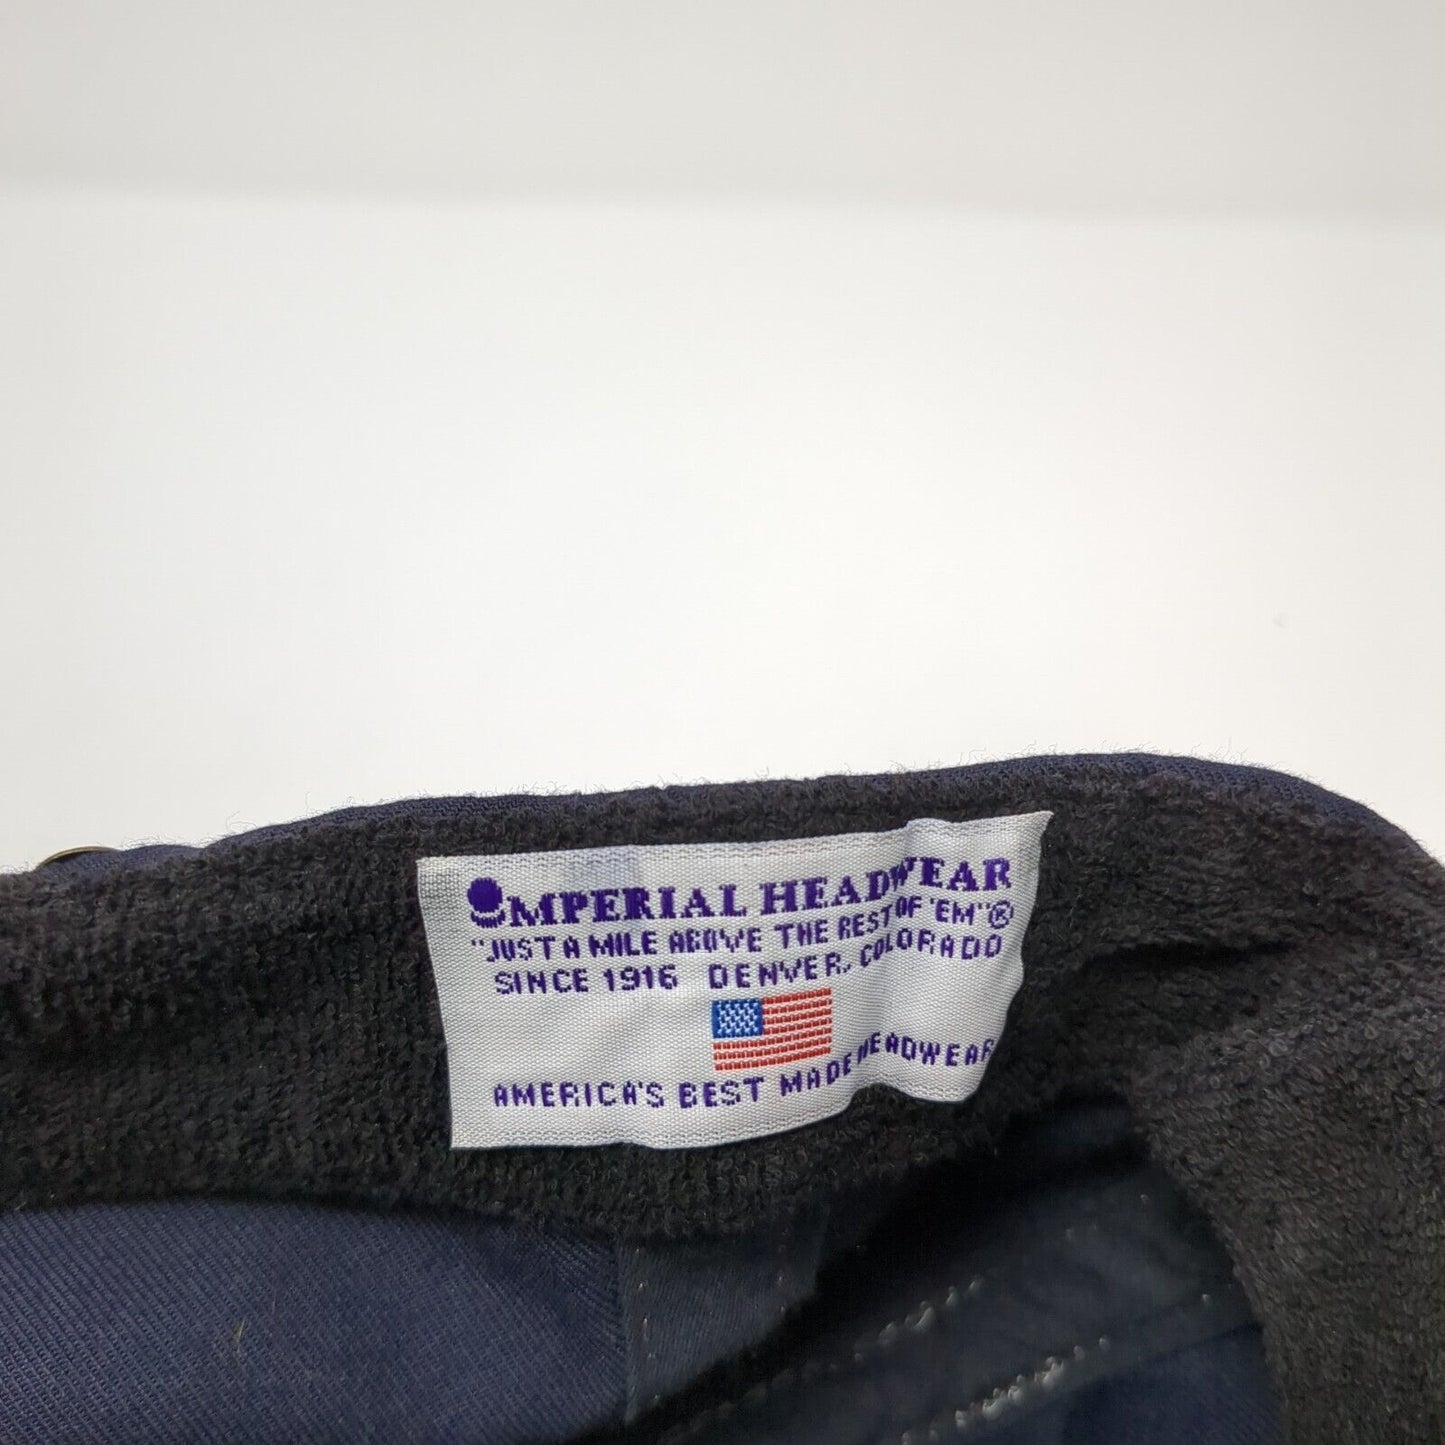 IMPERIAL HEADWEAR
"JUST A MILE ABOVE THE REST OF 'EM"®
SINCE 1916 DENVER, COLORADO
AMERICA'S BEST MADE HEADWEAR